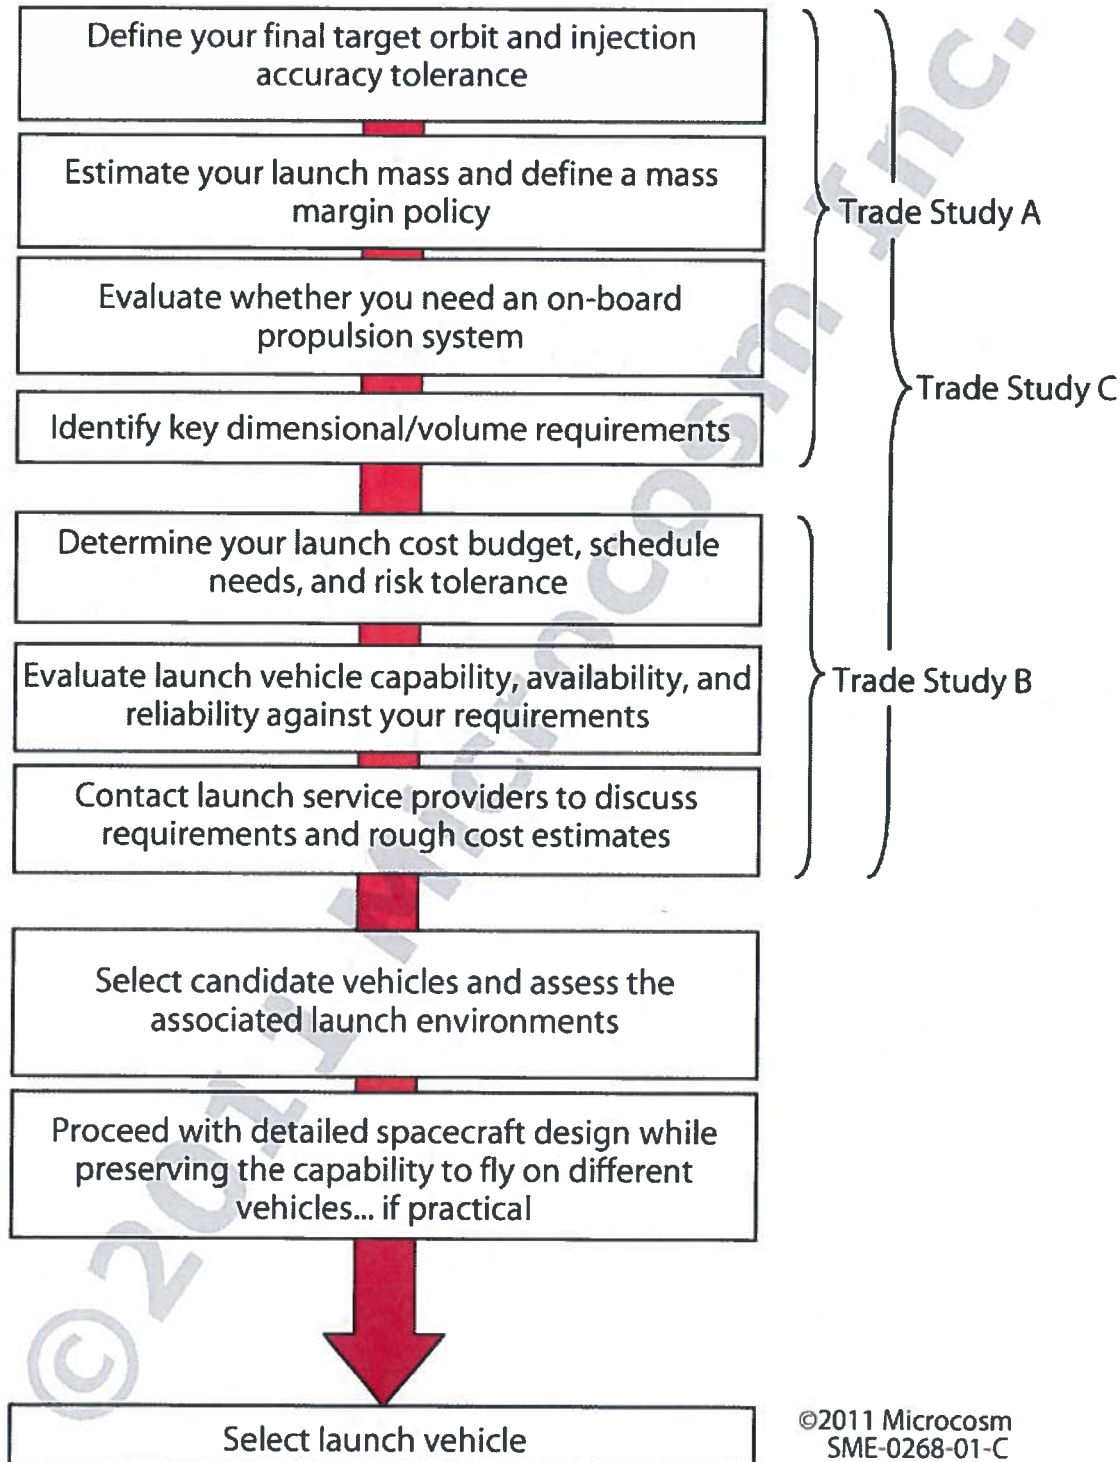 Define your final target orbit and injection
accuracy tolerance
Estimate your launch mass and define a mass
margin policy
Evaluate whether you need an on-board
propulsion system
Identify key dimensional/volume requirements
Trade Study A
Trade Study C
Determine your launch cost budget, schedule
needs, and risk tolerance
Evaluate launch vehicle capability, availability, and
reliability against your requirements
Contact launch service providers to discuss
requirements and rough cost estimates
Trade Study B
Select candidate vehicles and assess the
associated launch environments
Proceed with detailed spacecraft design while
preserving the capability to fly on different
vehicles... if practical
Select launch vehicle
©2011 Microcosm
SME-0268-01-C
©2011 Microcosm Inc.